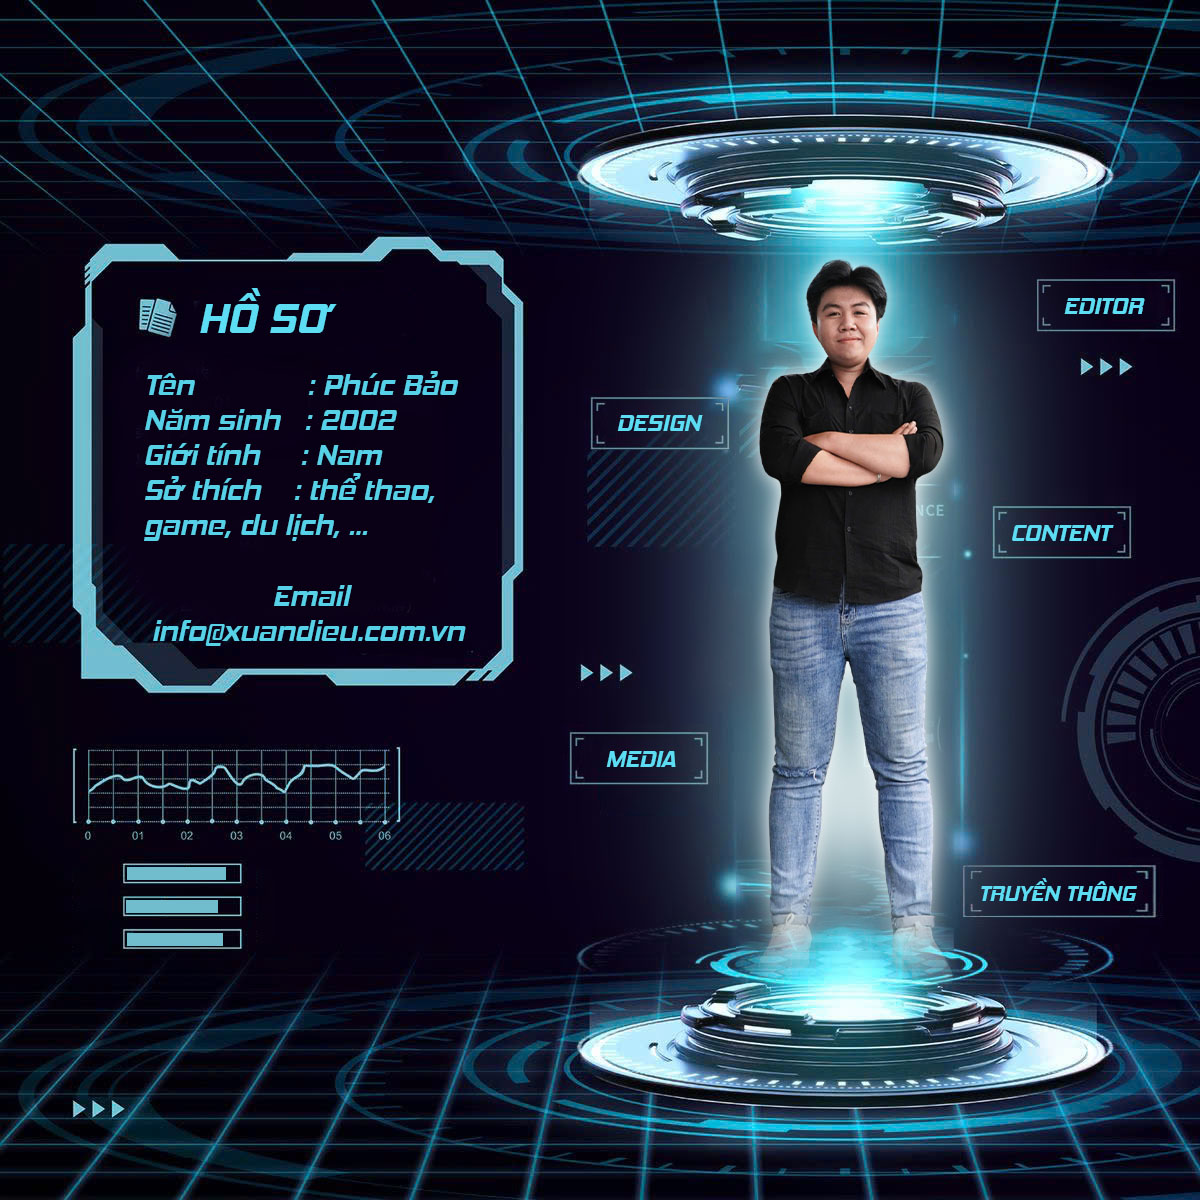 HỒ SƠ
Tên : Phúc Bảo
Năm sinh : 2002
Giới tính : Nam
Sở thích : thể thao,
game, du lịch, ...
Email
info@xuandieu.com.vn
EDITOR
DESIGN
NCE
CONTENT
MEDIA
TRUYỀN THÔNG
0 01 02 03 04 05 06